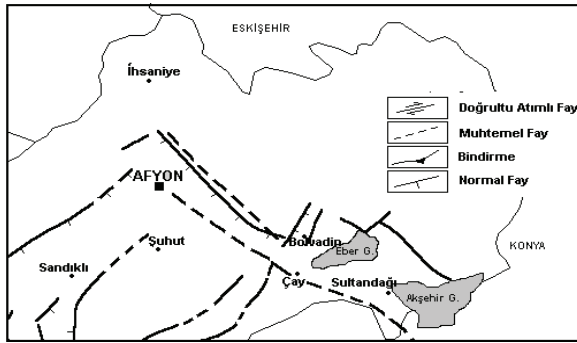 ESKİŞEHİR
İhsaniye
Doğrultu Atımlı Fay
Muhtemel Fay
Bindirme
Normal Fay
AFYON
Bolvadin
Eber G.
KONYA
Şuhut
Sandıklı
Çay
Sultandağı
Akşehir G.